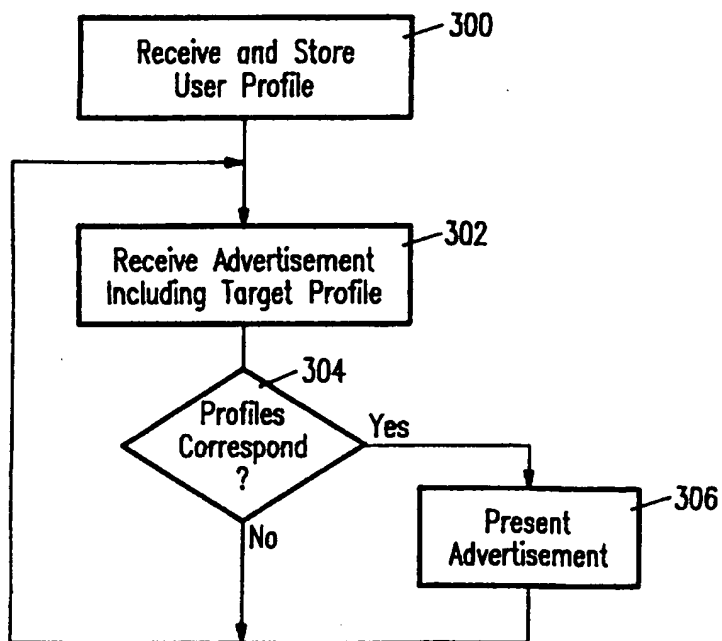 300
Receive and Store
User Profile
302
Receive Advertisement
Including Target Profile
304
Profiles
Correspond
?
Yes
No
306
Present
Advertisement